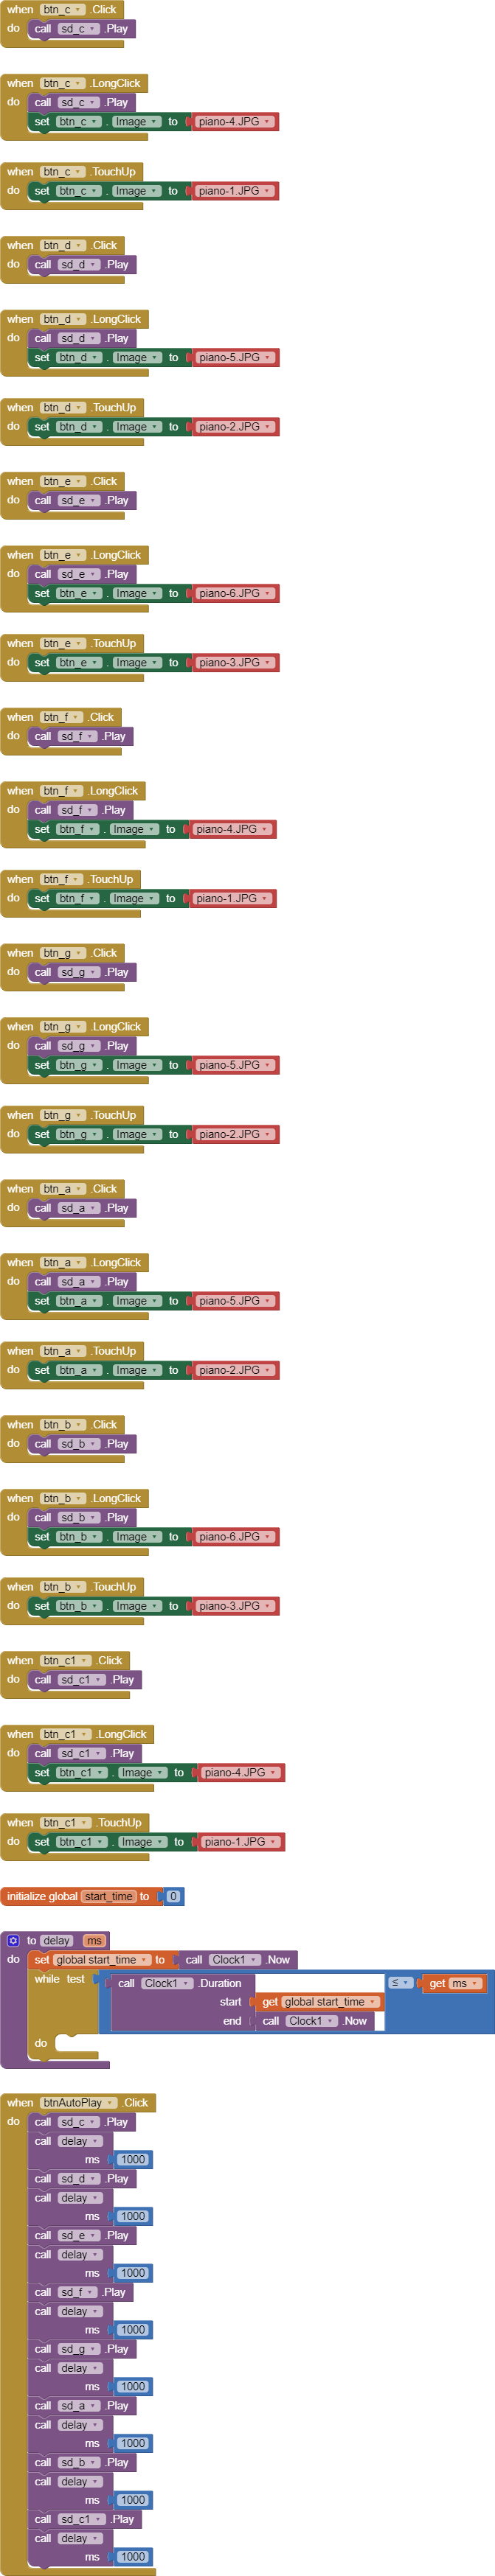 when btn_c .Click
do call sd_c .Play
when btn_c .LongClick
do call sd_c .Play
set btn_c . Image to piano-4.JPG
when btn_c .TouchUp
do set btn_c . Image to piano-1.JPG
when btn_d .Click
do call sd_d .Play
when btn_d .LongClick
do call sd_d .Play
set btn_d . Image to piano-5.JPG
when btn_d .TouchUp
do set btn_d . Image to piano-2.JPG
when btn_e .Click
do call sd_e .Play
when btn_e .LongClick
do call sd_e .Play
set btn_e . Image to piano-6.JPG
when btn_e .TouchUp
do set btn_e . Image to piano-3.JPG
when btn_f .Click
do call sd_f .Play
when btn_f .LongClick
do call sd_f .Play
set btn_f . Image to piano-4.JPG
when btn_f .TouchUp
do set btn_f . Image to piano-1.JPG
when btn_g .Click
do call sd_g .Play
when btn_g .LongClick
do call sd_g .Play
set btn_g . Image to piano-5.JPG
when btn_g .TouchUp
do set btn_g . Image to piano-2.JPG
when btn_a .Click
do call sd_a .Play
when btn_a .LongClick
do call sd_a .Play
set btn_a . Image to piano-5.JPG
when btn_a .TouchUp
do set btn_a . Image to piano-2.JPG
when btn_b .Click
do call sd_b .Play
when btn_b .LongClick
do call sd_b .Play
set btn_b . Image to piano-6.JPG
when btn_b .TouchUp
do set btn_b . Image to piano-3.JPG
when btn_c1 .Click
do call sd_c1 .Play
when btn_c1 .LongClick
do call sd_c1 .Play
set btn_c1 . Image to piano-4.JPG
when btn_c1 .TouchUp
do set btn_c1 . Image to piano-1.JPG
initialize global start_time to 0
to delay ms
do set global start_time to call Clock1 .Now
while test call Clock1 .Duration ≤ get ms
start get global start_time
end call Clock1 .Now
do
when btnAutoPlay .Click
do call sd_c .Play
call delay
ms 1000
call sd_d .Play
call delay
ms 1000
call sd_e .Play
call delay
ms 1000
call sd_f .Play
call delay
ms 1000
call sd_g .Play
call delay
ms 1000
call sd_a .Play
call delay
ms 1000
call sd_b .Play
call delay
ms 1000
call sd_c1 .Play
call delay
ms 1000